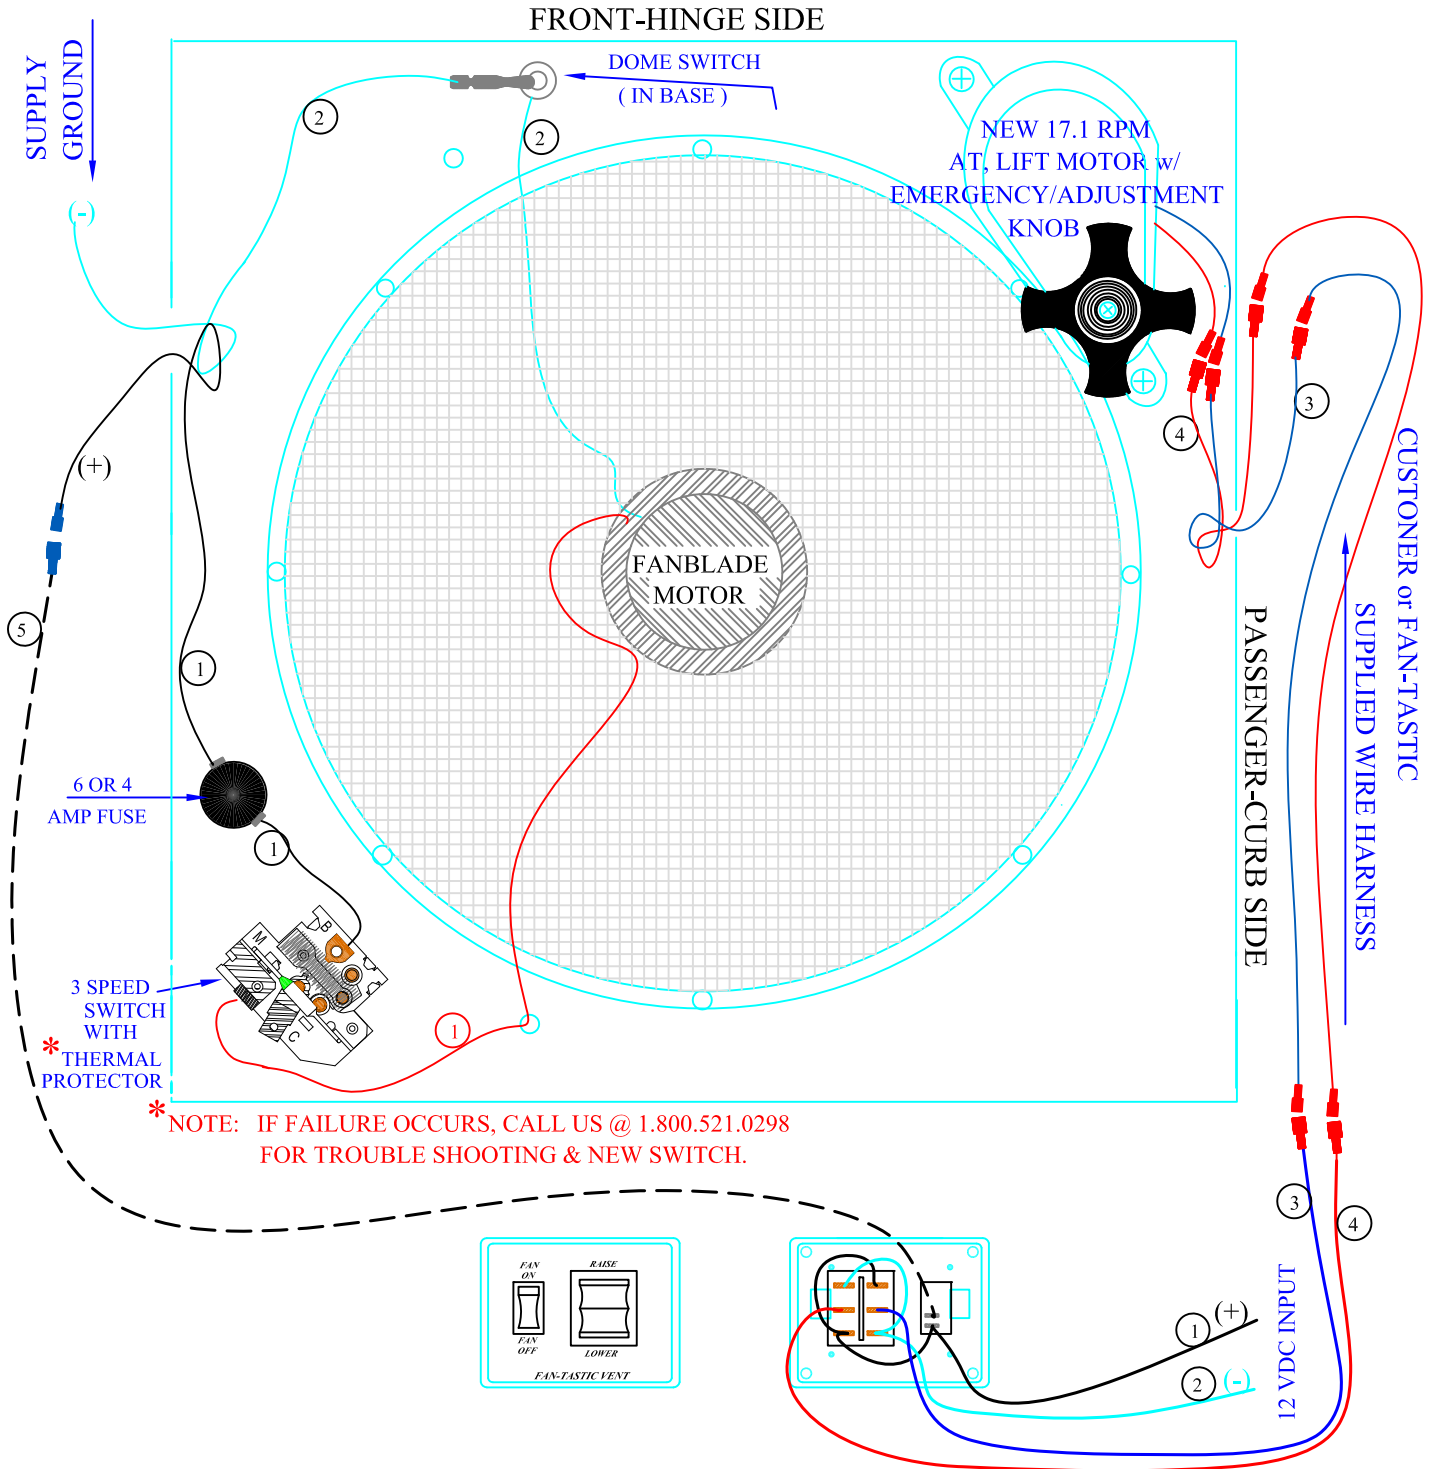 FRONT-HINGE SIDE
SUPPLY
GROUND
(-)
2
DOME SWITCH
( IN BASE )
2
NEW 17.1 RPM
AT, LIFT MOTOR w/
EMERGENCY/ADJUSTMENT
KNOB
3
4
(+)
CUSTONER or FAN-TASTIC
SUPPLIED WIRE HARNESS
PASSENGER-CURB SIDE
FANBLADE
MOTOR
5
1
6 OR 4
AMP FUSE
1
B
M
C
3 SPEED
SWITCH
WITH
* THERMAL
PROTECTOR
1
* NOTE: IF FAILURE OCCURS, CALL US @ 1.800.521.0298
FOR TROUBLE SHOOTING & NEW SWITCH.
3
4
FAN
ON
RAISE
FAN
OFF
LOWER
FAN-TASTIC VENT
1
(+)
2
(-)
12 VDC INPUT